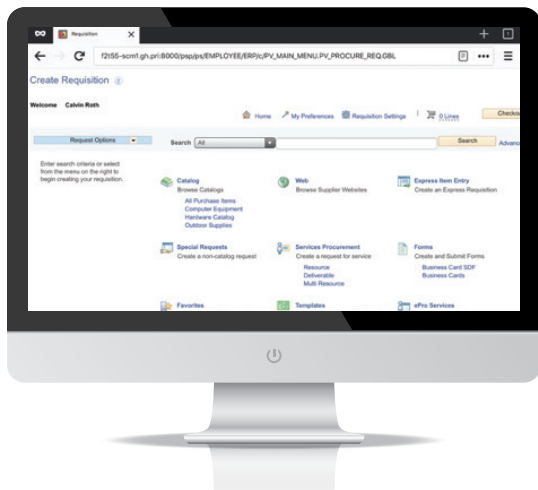 Requisition
f2t55-scm1.gh.pri:8000/psp/ps/EMPLOYEE/ERP/c/PV_MAIN_MENU.PV_PROCURE_REQ.GBL
Create Requisition
Welcome Calvin Roth
Home My Preferences Requisition Settings 0 Lines Checkou
Request Options Search All Search Advanc
Enter search criteria or select
from the menu on the right to
begin creating your requisition.
Catalog Web Express Item Entry
Browse Catalogs Browse Supplier Websites Create an Express Requisition
All Purchase Items
Computer Equipment
Hardware Catalog
Outdoor Supplies
Special Requests Services Procurement Forms
Create a non-catalog request Create a request for service Create and Submit Forms
Resource Business Card SDF
Deliverable Business Cards
Multi Resource
Favorites Templates ePro Services